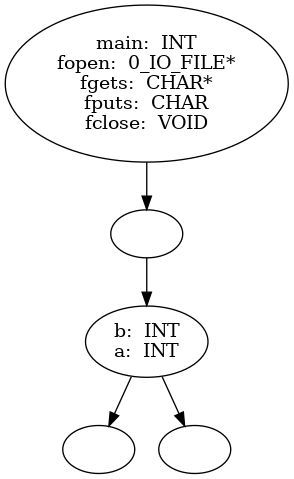 main: INT
fopen: 0_IO_FILE*
fgets: CHAR*
fputs: CHAR
fclose: VOID
b: INT
a: INT